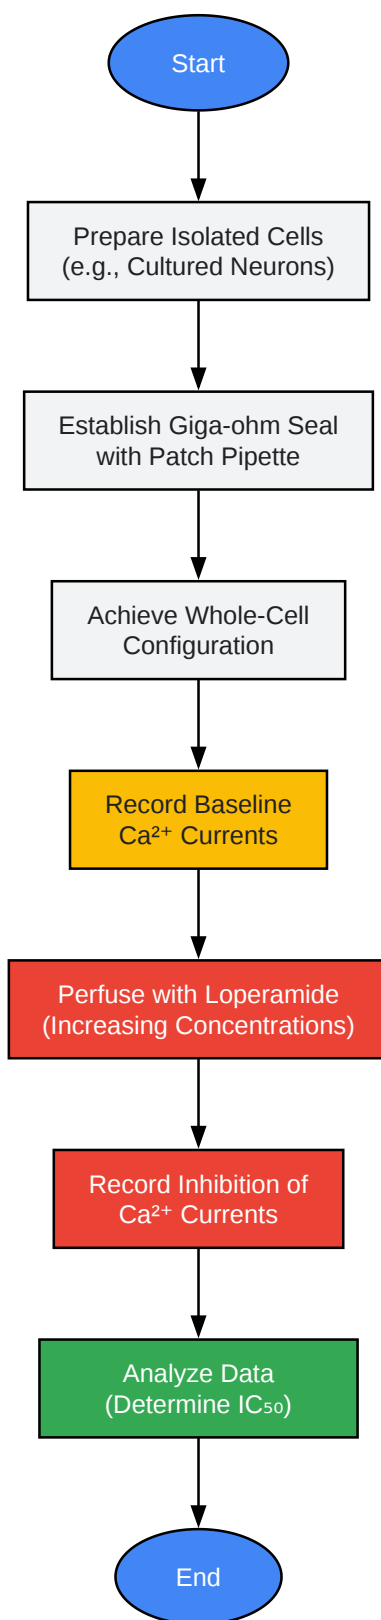 Start
Prepare Isolated Cells
(e.g., Cultured Neurons)
Establish Giga-ohm Seal
with Patch Pipette
Achieve Whole-Cell
Configuration
Record Baseline
Ca²⁺ Currents
Perfuse with Loperamide
(Increasing Concentrations)
Record Inhibition of
Ca²⁺ Currents
Analyze Data
(Determine IC₅₀)
End